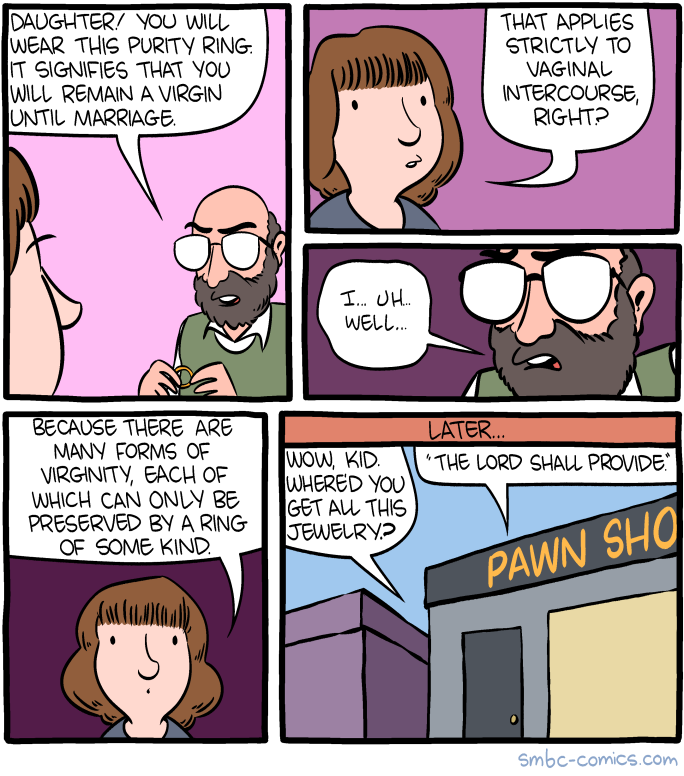 DAUGHTER! YOU WILL
WEAR THIS PURITY RING.
IT SIGNIFIES THAT YOU
WILL REMAIN A VIRGIN
UNTIL MARRIAGE.
THAT APPLIES
STRICTLY TO
VAGINAL
INTERCOURSE,
RIGHT?
I... UH...
WELL...
BECAUSE THERE ARE
MANY FORMS OF
VIRGINITY, EACH OF
WHICH CAN ONLY BE
PRESERVED BY A RING
OF SOME KIND.
LATER...
WOW, KID.
WHERED YOU
GET ALL THIS
JEWELRY?
"THE LORD SHALL PROVIDE."
PAWN SHO
smbc-comics.com